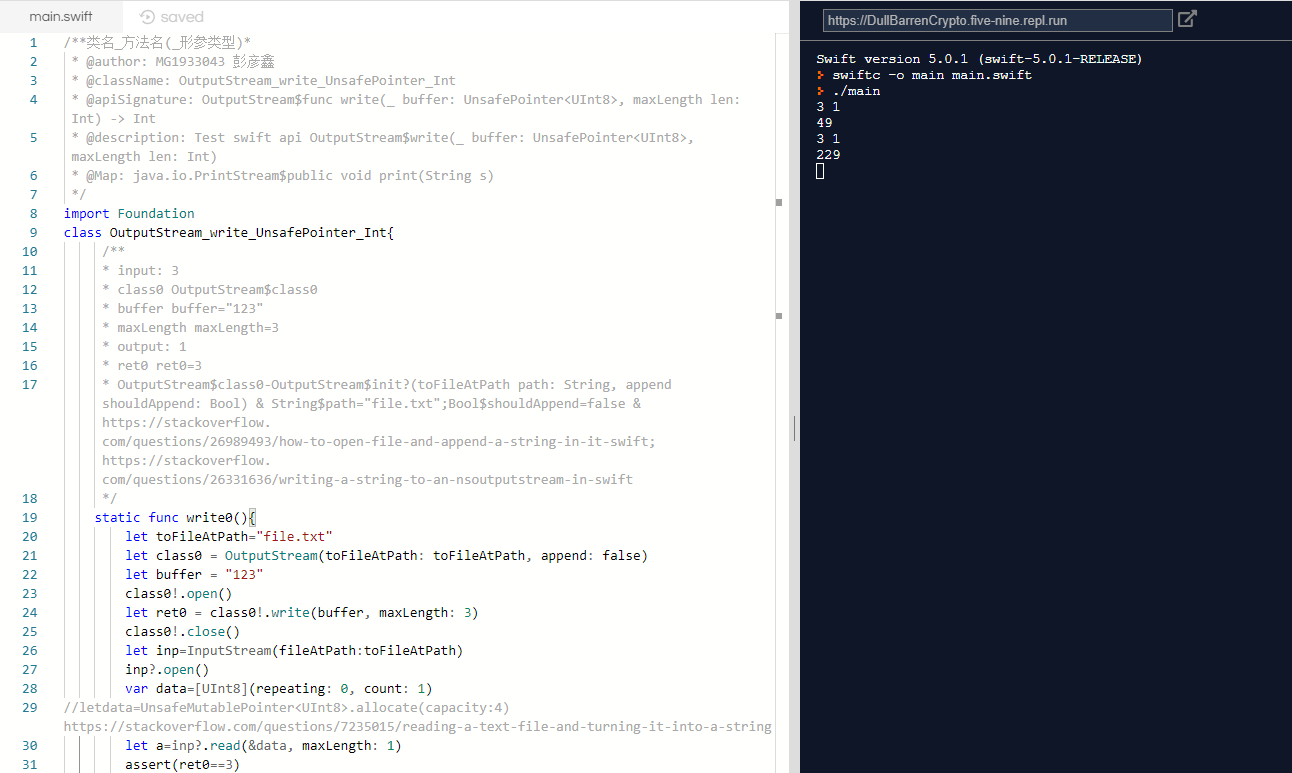 main.swift saved
1 /**类名_方法名(_形参类型)*
2 * @author: MG1933043 彭彦鑫
3 * @className: OutputStream_write_UnsafePointer_Int
4 * @apiSignature: OutputStream$func write(_ buffer: UnsafePointer<UInt8>, maxLength len:
Int) -> Int
5 * @description: Test swift api OutputStream$write(_ buffer: UnsafePointer<UInt8>,
maxLength len: Int)
6 * @Map: java.io.PrintStream$public void print(String s)
7 */
8 import Foundation
9 class OutputStream_write_UnsafePointer_Int{
10 /**
11 * input: 3
12 * class0 OutputStream$class0
13 * buffer buffer="123"
14 * maxLength maxLength=3
15 * output: 1
16 * ret0 ret0=3
17 * OutputStream$class0-OutputStream$init?(toFileAtPath path: String, append
shouldAppend: Bool) & String$path="file.txt";Bool$shouldAppend=false &
https://stackoverflow.
com/questions/26989493/how-to-open-file-and-append-a-string-in-it-swift;
https://stackoverflow.
com/questions/26331636/writing-a-string-to-an-nsoutputstream-in-swift
18 */
19 static func write0(){
20 let toFileAtPath="file.txt"
21 let class0 = OutputStream(toFileAtPath: toFileAtPath, append: false)
22 let buffer = "123"
23 class0!.open()
24 let ret0 = class0!.write(buffer, maxLength: 3)
25 class0!.close()
26 let inp=InputStream(fileAtPath:toFileAtPath)
27 inp?.open()
28 var data=[UInt8](repeating: 0, count: 1)
29 //letdata=UnsafeMutablePointer<UInt8>.allocate(capacity:4)
https://stackoverflow.com/questions/7235015/reading-a-text-file-and-turning-it-into-a-string
30 let a=inp?.read(&data, maxLength: 1)
31 assert(ret0==3)
https://DullBarrenCrypto.five-nine.repl.run
Swift version 5.0.1 (swift-5.0.1-RELEASE)
swiftc -o main main.swift
./main
3 1
49
3 1
229